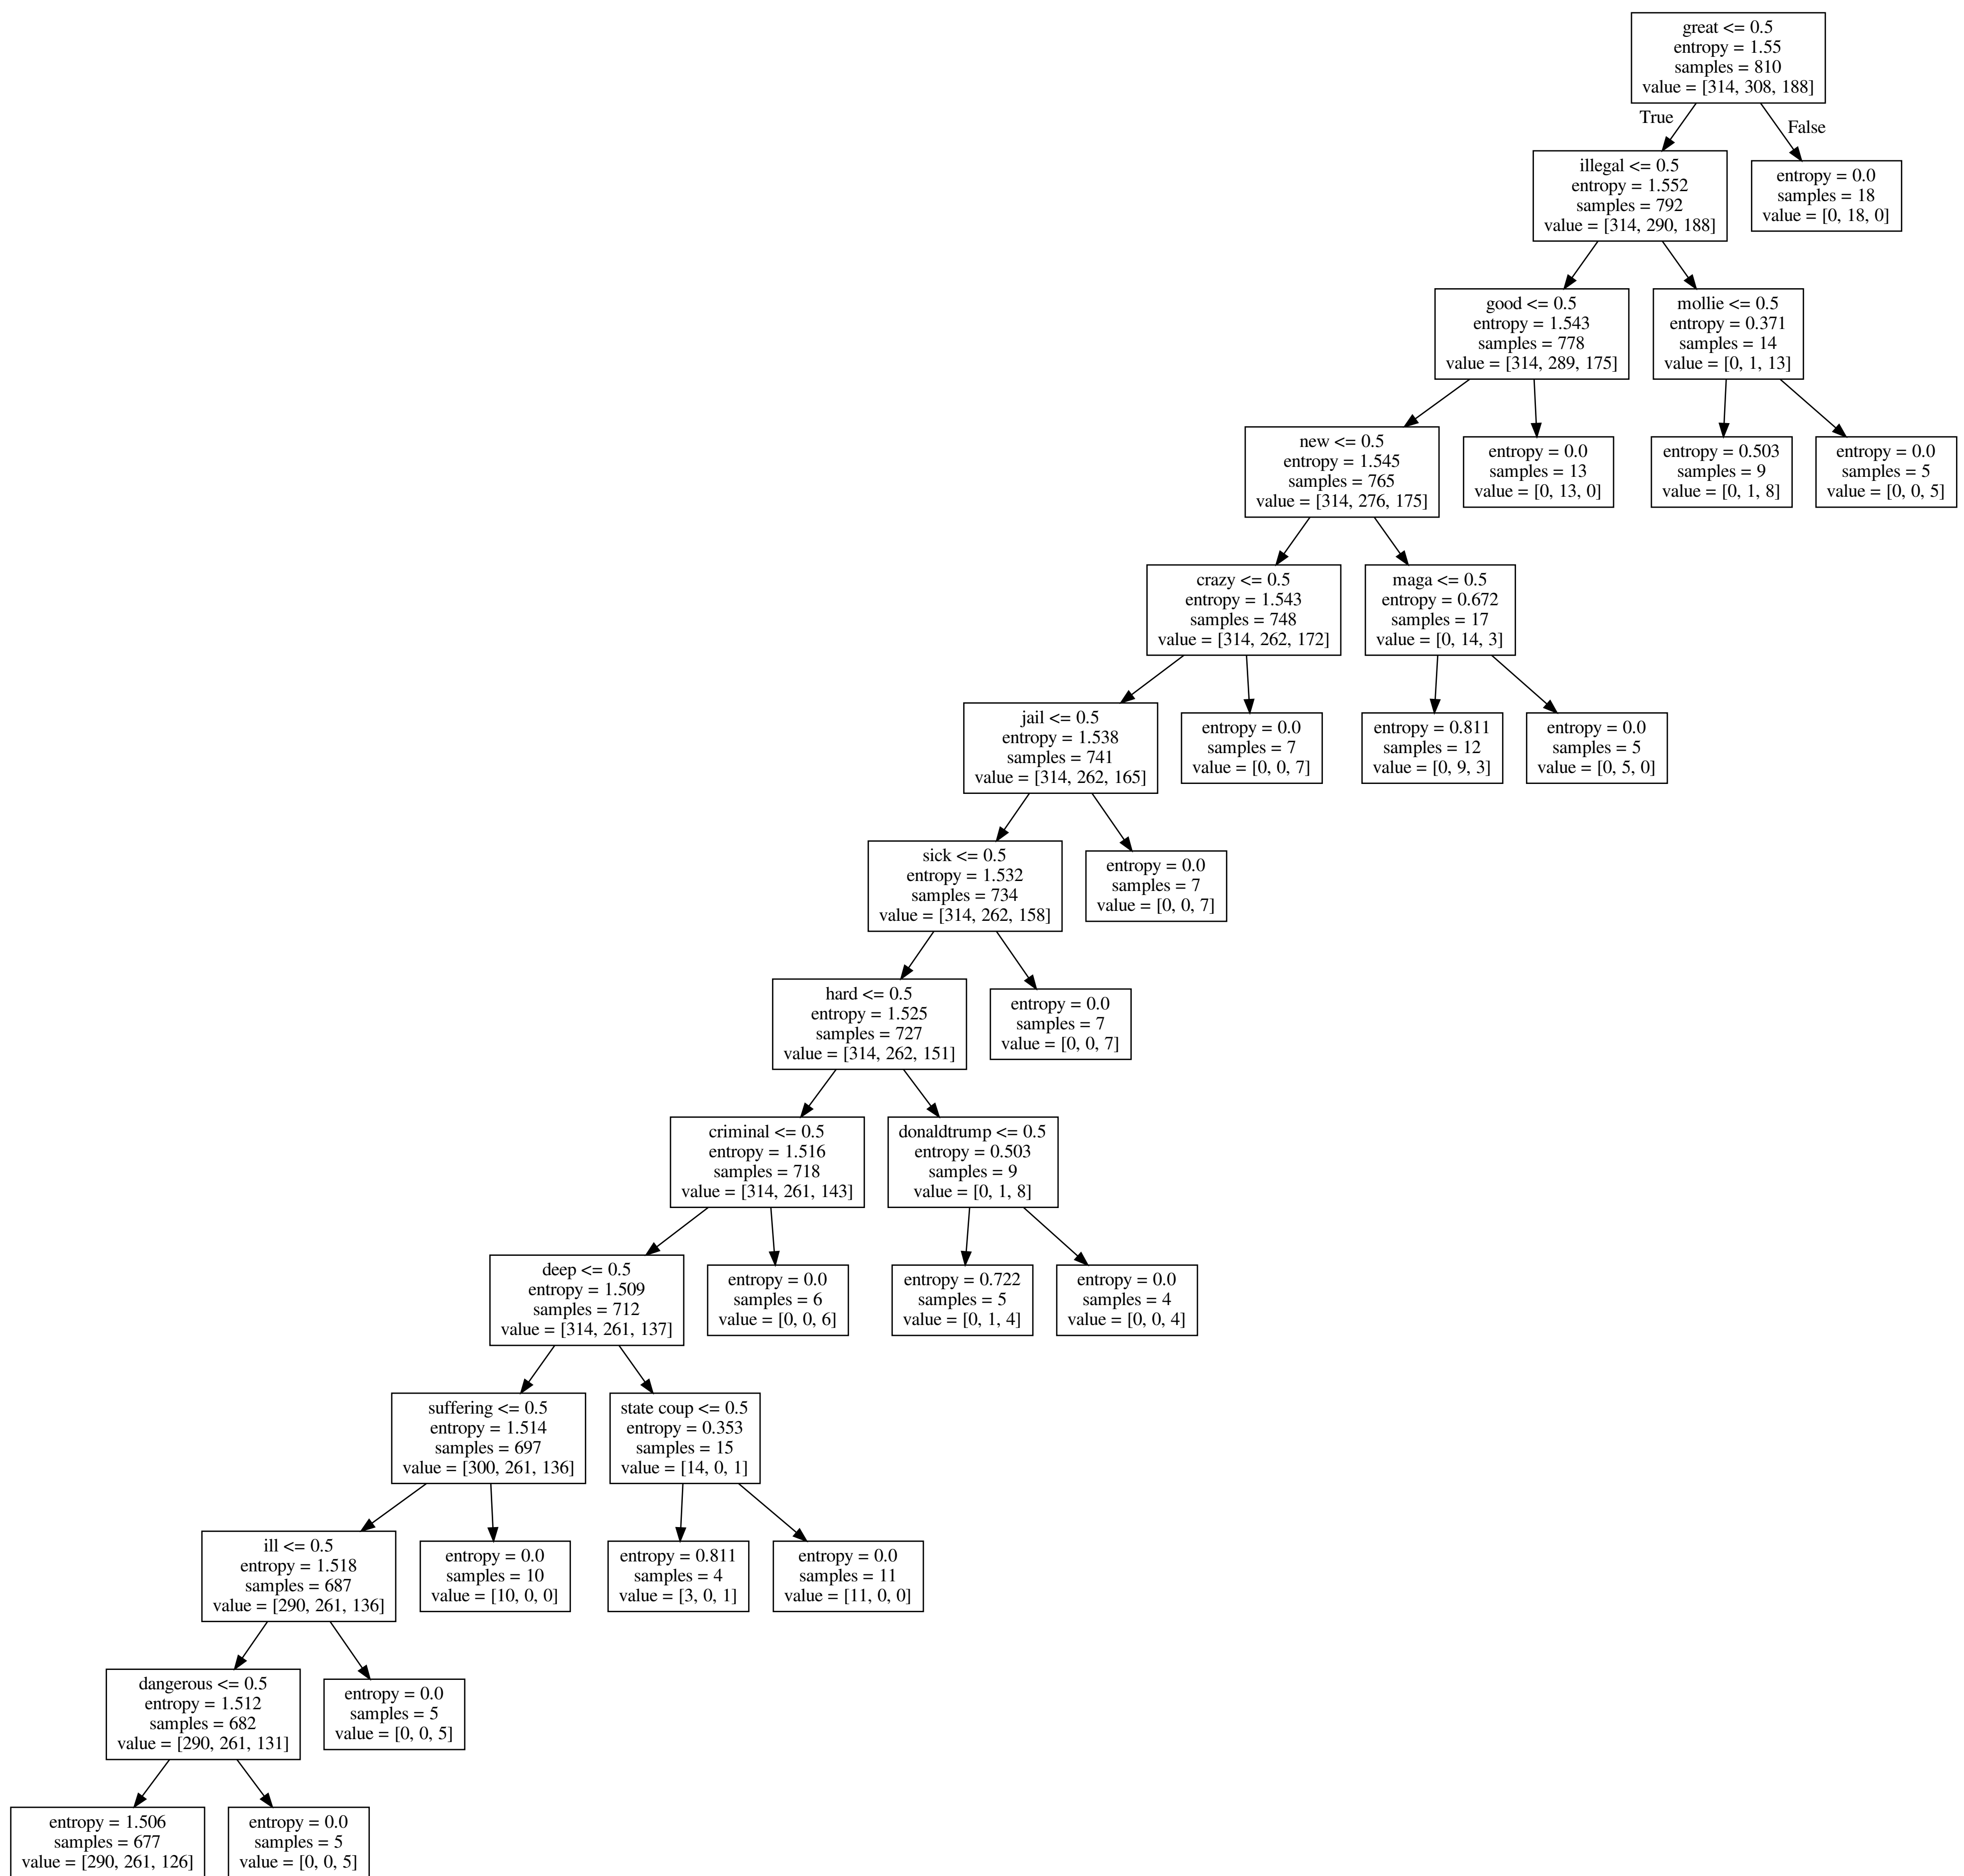 great <= 0.5
entropy = 1.55
samples = 810
value = [314, 308, 188]
True
False
illegal <= 0.5
entropy = 1.552
samples = 792
value = [314, 290, 188]
entropy = 0.0
samples = 18
value = [0, 18, 0]
good <= 0.5
entropy = 1.543
samples = 778
value = [314, 289, 175]
mollie <= 0.5
entropy = 0.371
samples = 14
value = [0, 1, 13]
new <= 0.5
entropy = 1.545
samples = 765
value = [314, 276, 175]
entropy = 0.0
samples = 13
value = [0, 13, 0]
entropy = 0.503
samples = 9
value = [0, 1, 8]
entropy = 0.0
samples = 5
value = [0, 0, 5]
crazy <= 0.5
entropy = 1.543
samples = 748
value = [314, 262, 172]
maga <= 0.5
entropy = 0.672
samples = 17
value = [0, 14, 3]
jail <= 0.5
entropy = 1.538
samples = 741
value = [314, 262, 165]
entropy = 0.0
samples = 7
value = [0, 0, 7]
entropy = 0.811
samples = 12
value = [0, 9, 3]
entropy = 0.0
samples = 5
value = [0, 5, 0]
sick <= 0.5
entropy = 1.532
samples = 734
value = [314, 262, 158]
entropy = 0.0
samples = 7
value = [0, 0, 7]
hard <= 0.5
entropy = 1.525
samples = 727
value = [314, 262, 151]
entropy = 0.0
samples = 7
value = [0, 0, 7]
criminal <= 0.5
entropy = 1.516
samples = 718
value = [314, 261, 143]
donaldtrump <= 0.5
entropy = 0.503
samples = 9
value = [0, 1, 8]
deep <= 0.5
entropy = 1.509
samples = 712
value = [314, 261, 137]
entropy = 0.0
samples = 6
value = [0, 0, 6]
entropy = 0.722
samples = 5
value = [0, 1, 4]
entropy = 0.0
samples = 4
value = [0, 0, 4]
suffering <= 0.5
entropy = 1.514
samples = 697
value = [300, 261, 136]
state coup <= 0.5
entropy = 0.353
samples = 15
value = [14, 0, 1]
ill <= 0.5
entropy = 1.518
samples = 687
value = [290, 261, 136]
entropy = 0.0
samples = 10
value = [10, 0, 0]
entropy = 0.811
samples = 4
value = [3, 0, 1]
entropy = 0.0
samples = 11
value = [11, 0, 0]
dangerous <= 0.5
entropy = 1.512
samples = 682
value = [290, 261, 131]
entropy = 0.0
samples = 5
value = [0, 0, 5]
entropy = 1.506
samples = 677
value = [290, 261, 126]
entropy = 0.0
samples = 5
value = [0, 0, 5]